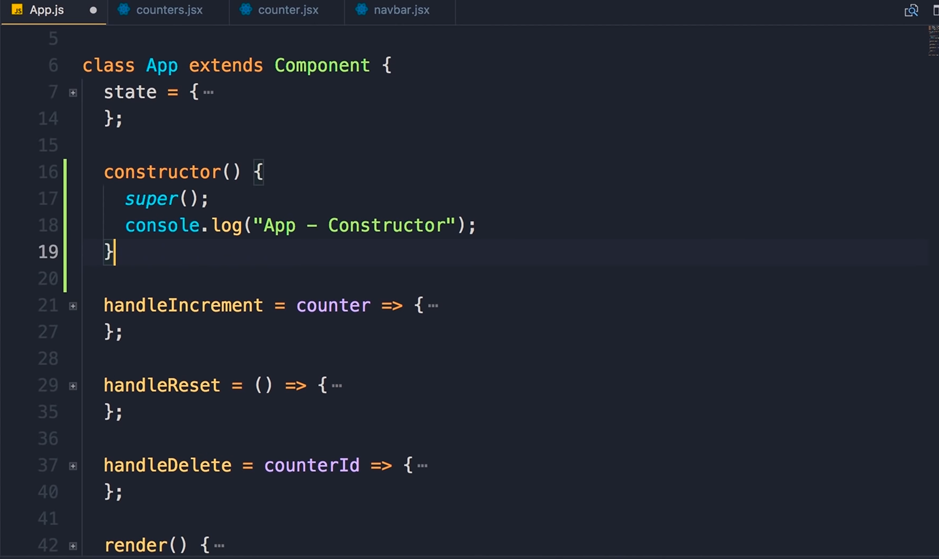 JS App.js ● counters.jsx counter.jsx navbar.jsx
5
6 class App extends Component {
7 state = { ⋯
14 };
15
16 constructor() {
17 super();
18 console.log("App – Constructor");
19 }
20
21 handleIncrement = counter => { ⋯
27 };
28
29 handleReset = () => { ⋯
35 };
36
37 handleDelete = counterId => { ⋯
40 };
41
42 render() { ⋯